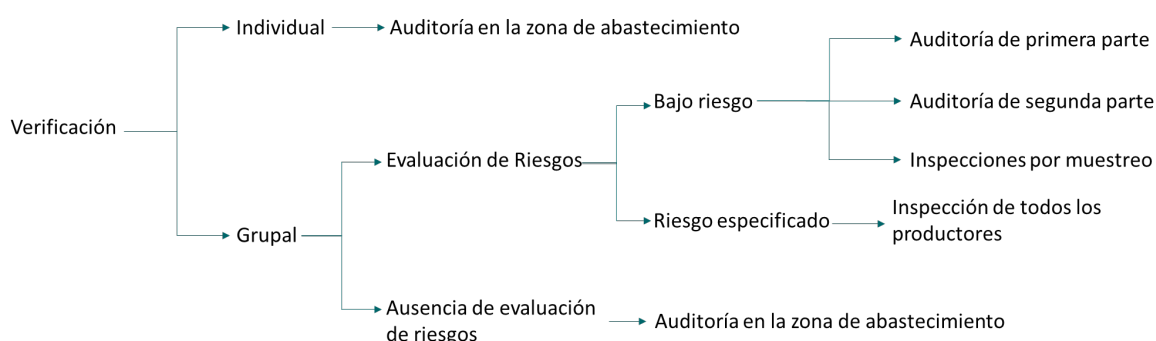 Individual
Auditoría en la zona de abastecimiento
Auditoría de primera parte
Bajo riesgo
Auditoría de segunda parte
Verificación
Evaluación de Riesgos
Inspecciones por muestreo
Grupal
Riesgo especificado
Inspección de todos los
productores
Ausencia de evaluación
de riesgos
Auditoría en la zona de abastecimiento